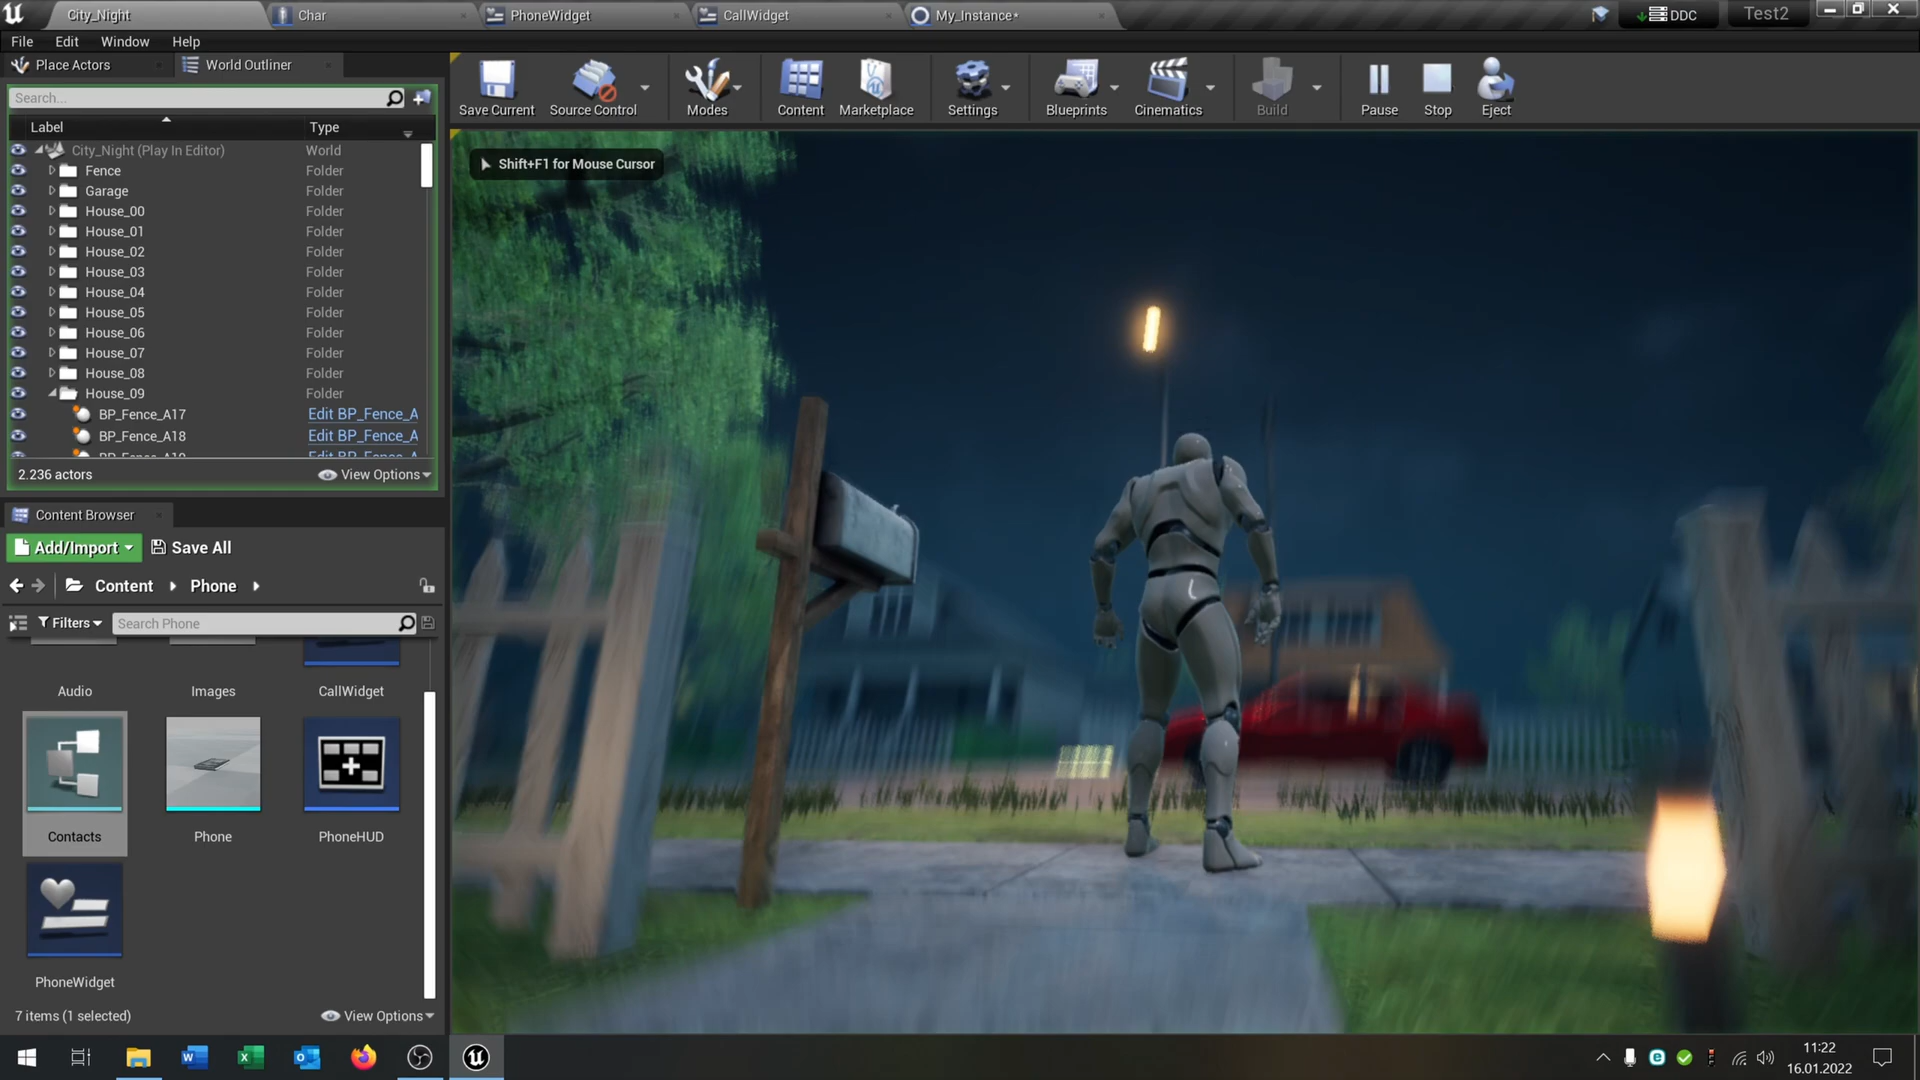 City_Night
Char
PhoneWidget
CallWidget
My_Instance*
DDC
Test2
File
Edit
Window
Help
Place Actors
World Outliner
Search...
Label
Type
City_Night (Play In Editor)
World
Fence
Folder
Garage
Folder
House_00
Folder
House_01
Folder
House_02
Folder
House_03
Folder
House_04
Folder
House_05
Folder
House_06
Folder
House_07
Folder
House_08
Folder
House_09
Folder
BP_Fence_A17
Edit BP_Fence_A
BP_Fence_A18
Edit BP_Fence_A
2.236 actors
View Options
Save Current
Source Control
Modes
Content
Marketplace
Settings
Blueprints
Cinematics
Build
Pause
Stop
Eject
Shift+F1 for Mouse Cursor
Content Browser
Add/Import
Save All
Content
Phone
Filters
Search Phone
Audio
Images
CallWidget
Contacts
Phone
PhoneHUD
PhoneWidget
7 items (1 selected)
View Options
11:22
16.01.2022